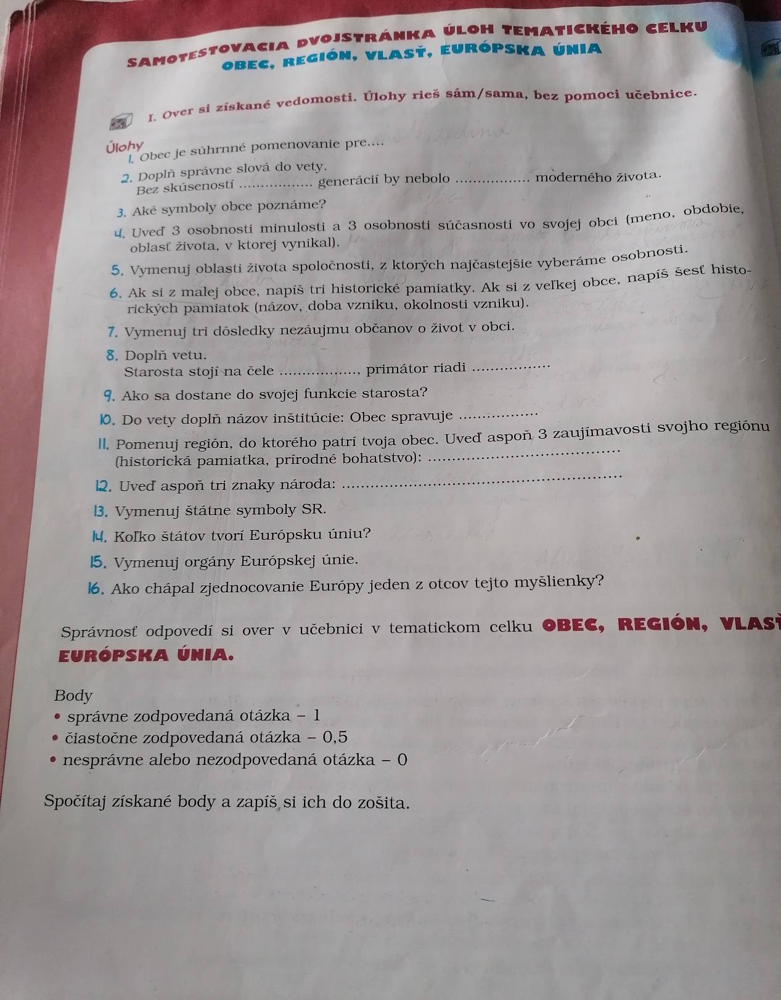 SAMOTESTOVACIA DVOJSTRÁNKA ÚLOH TEMATICKÉHO CELKU
OBEC, REGIÓN, VLASŤ, EURÓPSKA ÚNIA
I. Over si získané vedomosti. Úlohy rieš sám/sama, bez pomoci učebnice.
Úlohy
1. Obec je súhrnné pomenovanie pre....
2. Doplň správne slová do vety.
Bez skúseností ................. generácií by nebolo ................. moderného života.
3. Aké symboly obce poznáme?
4. Uveď 3 osobnosti minulosti a 3 osobnosti súčasnosti vo svojej obci (meno, obdobie,
oblasť života, v ktorej vynikal).
5. Vymenuj oblasti života spoločnosti, z ktorých najčastejšie vyberáme osobnosti.
6. Ak si z malej obce, napíš tri historické pamiatky. Ak si z veľkej obce, napíš šesť histo-
rických pamiatok (názov, doba vzniku, okolnosti vzniku).
7. Vymenuj tri dôsledky nezáujmu občanov o život v obci.
8. Doplň vetu.
Starosta stojí na čele ................., primátor riadi .................
9. Ako sa dostane do svojej funkcie starosta?
10. Do vety doplň názov inštitúcie: Obec spravuje .................
11. Pomenuj región, do ktorého patrí tvoja obec. Uveď aspoň 3 zaujímavosti svojho regiónu
(historická pamiatka, prírodné bohatstvo): .........................................
12. Uveď aspoň tri znaky národa: ............................................................
13. Vymenuj štátne symboly SR.
14. Koľko štátov tvorí Európsku úniu?
15. Vymenuj orgány Európskej únie.
16. Ako chápal zjednocovanie Európy jeden z otcov tejto myšlienky?
Správnosť odpovedí si over v učebnici v tematickom celku OBEC, REGIÓN, VLASŤ
EURÓPSKA ÚNIA.
Body
• správne zodpovedaná otázka – 1
• čiastočne zodpovedaná otázka – 0,5
• nesprávne alebo nezodpovedaná otázka – 0
Spočítaj získané body a zapíš si ich do zošita.